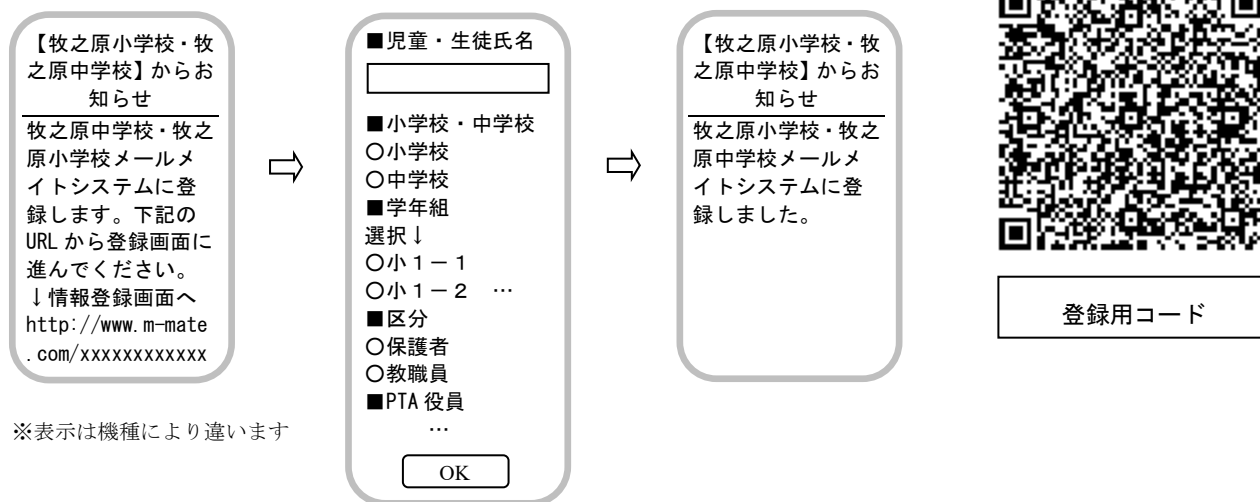 【牧之原小学校・牧
之原中学校】からお
知らせ
牧之原中学校・牧之
原小学校メールメ
イトシステムに登
録します。下記の
URL から登録画面に
進んでください。
↓情報登録画面へ
http://www.m-mate
.com/xxxxxxxxxxxx
※表示は機種により違います
■児童・生徒氏名
■小学校・中学校
○小学校
○中学校
■学年組
選択↓
○小１－１
○小１－２ …
■区分
○保護者
○教職員
■PTA 役員
…
OK
【牧之原小学校・牧
之原中学校】からお
知らせ
牧之原小学校・牧之
原中学校メールメ
イトシステムに登
録しました。
登録用コード